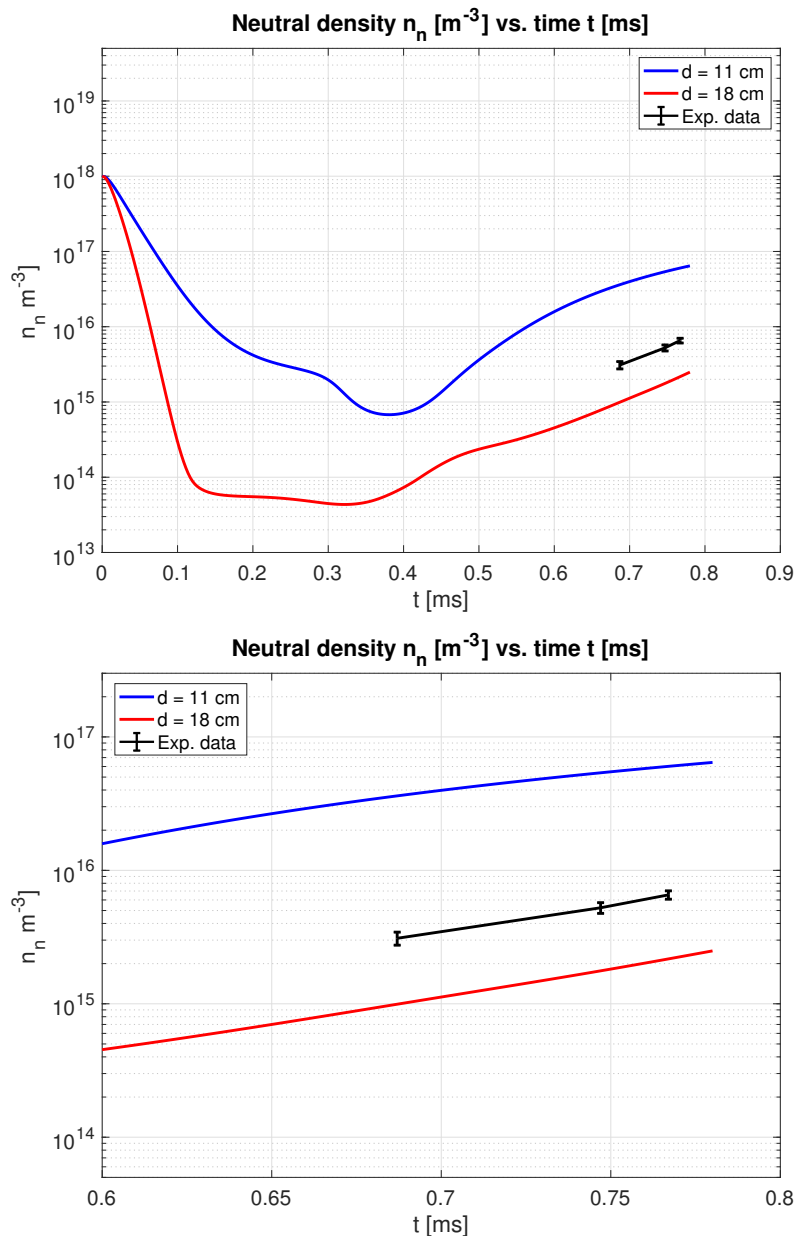 Neutral density n_n [m^-3] vs. time t [ms]
d = 11 cm
d = 18 cm
Exp. data
n_n m^-3
10^19
10^18
10^17
10^16
10^15
10^14
10^13
0 0.1 0.2 0.3 0.4 0.5 0.6 0.7 0.8 0.9
t [ms]
Neutral density n_n [m^-3] vs. time t [ms]
d = 11 cm
d = 18 cm
Exp. data
n_n m^-3
10^17
10^16
10^15
10^14
0.6 0.65 0.7 0.75 0.8
t [ms]